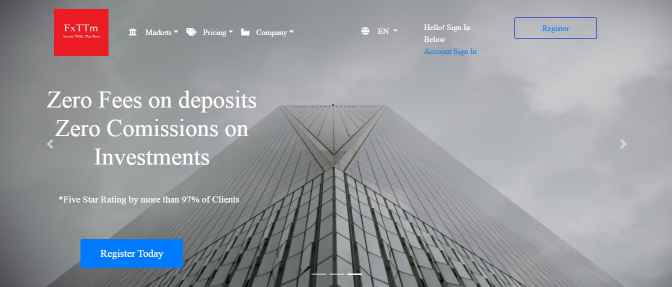 FxTTm
Markets
Pricing
Company
EN
Hello! Sign In
Below
Account Sign In
Register
Zero Fees on deposits
Zero Comissions on
Investments
*Five Star Rating by more than 97% of Clients
Register Today